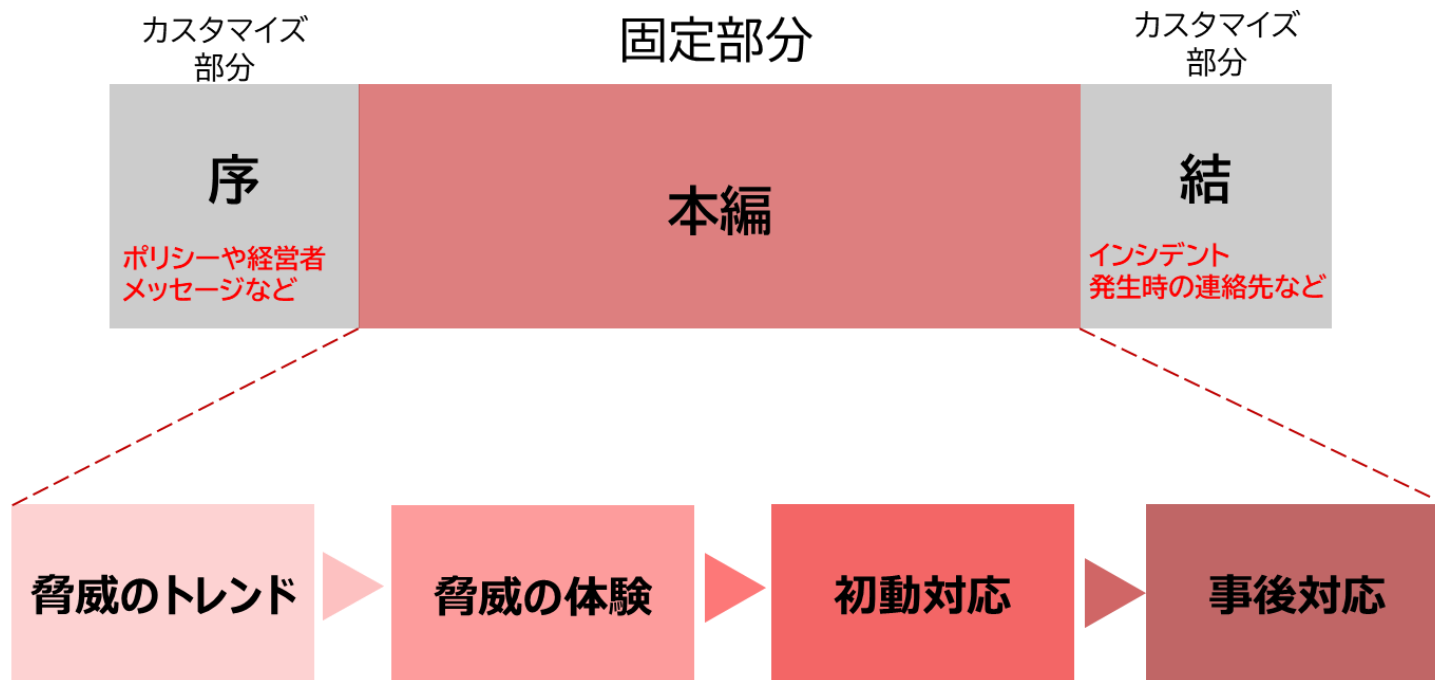 カスタマイズ
部分
固定部分
カスタマイズ
部分
序
ポリシーや経営者
メッセージなど
本編
結
インシデント
発生時の連絡先など
脅威のトレンド
脅威の体験
初動対応
事後対応